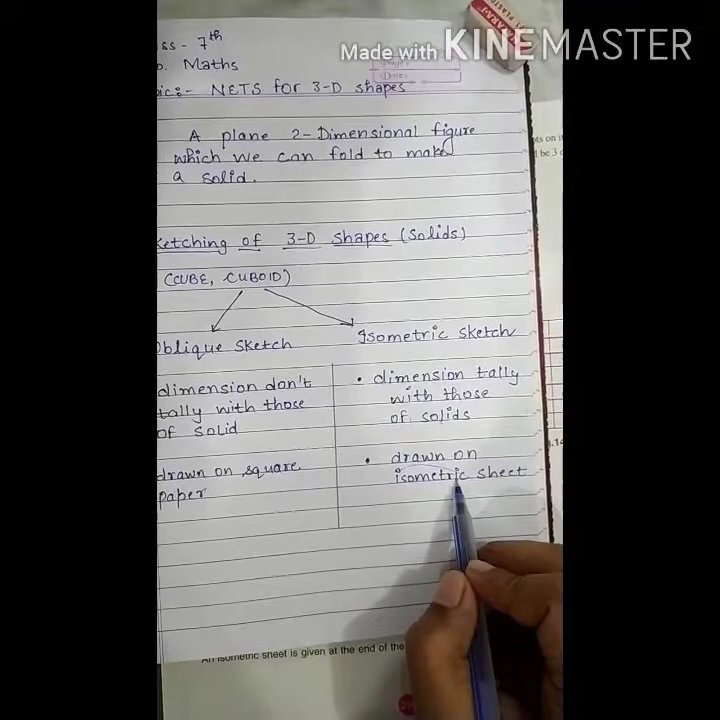 ss - 7th
Made with KINEMASTER
b. Maths
pic:- NETS for 3-D shapes
A plane 2-Dimensional figure
which we can fold to make
a solid.
ketching of 3-D shapes (Solids)
(CUBE, CUBOID)
Oblique Sketch
Isometric Sketch
dimension don't
tally with those
of solid
• dimension tally
with those
of solids
drawn on square
paper
• drawn on
isometric sheet
An isometric sheet is given at the end of the